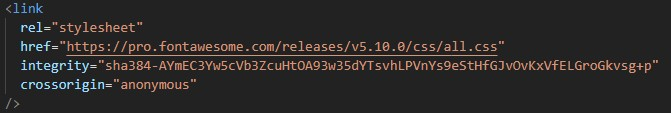 <link
rel="stylesheet"
href="https://pro.fontawesome.com/releases/v5.10.0/css/all.css"
integrity="sha384-AYmEC3Yw5cVb3ZcuHtOA93w35dYTsvhLPVnYs9eStHfGJvOvKxVfELGroGkvsg+p"
crossorigin="anonymous"
/>